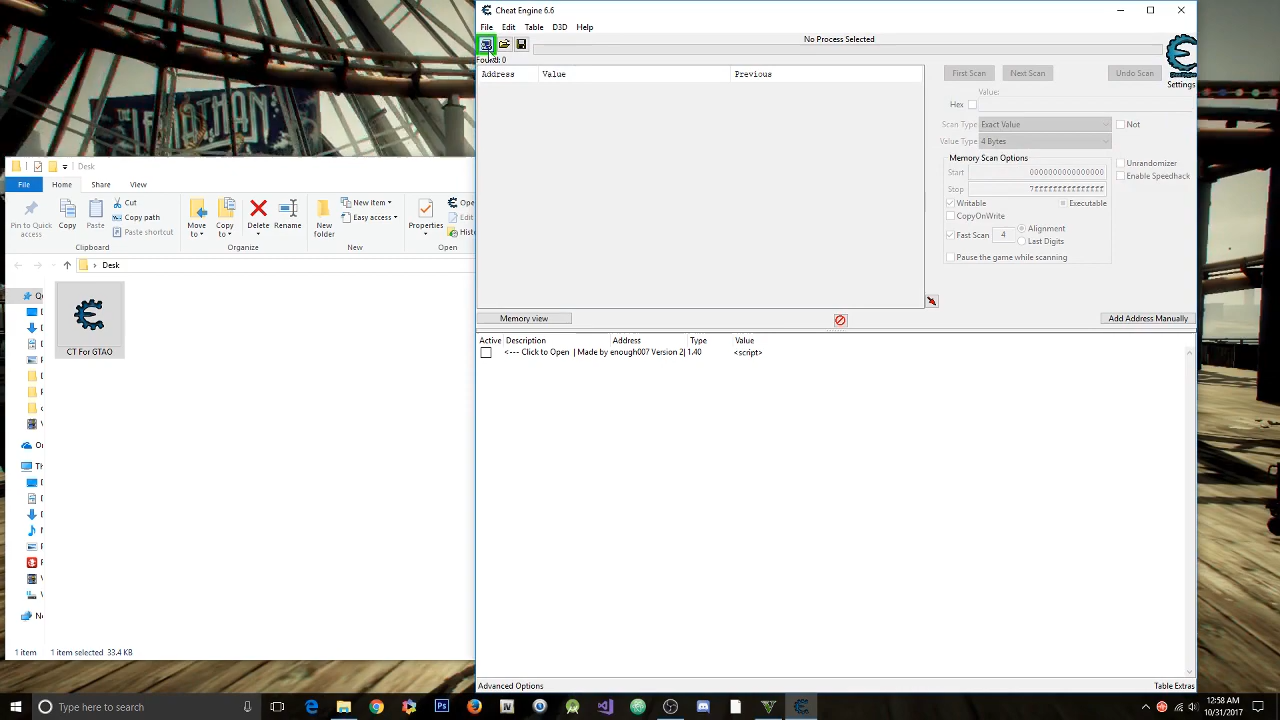 Cheat Engine 6.6
File Edit Table D3D Help
No Process Selected
Found: 0
Address Value Previous
First Scan Next Scan Undo Scan
Settings
Value:
Hex
Scan Type Exact Value Not
Value Type 4 Bytes
Memory Scan Options
Unrandomizer
Enable Speedhack
Start 0000000000000000
Stop 7fffffffffffffff
Writable Executable
CopyOnWrite
Fast Scan 4 Alignment
Last Digits
Pause the game while scanning
Memory view
Add Address Manually
Active Description Address Type Value
<--- Click to open | Made by enough007 Version 2| 1.40 <script>
Advanced Options
Table Extras
THE LEVIATHAN
Desk
File Home Share View
Pin to Quick access
Copy
Paste
Cut
Copy path
Paste shortcut
Clipboard
Move to
Copy to
Delete
Rename
Organize
New folder
New item
Easy access
New
Properties
Ope
Edit
Hist
Open
Desk
CT For GTAO
1 item 1 item selected 33.4 KB
Type here to search
12:58 AM
10/31/2017